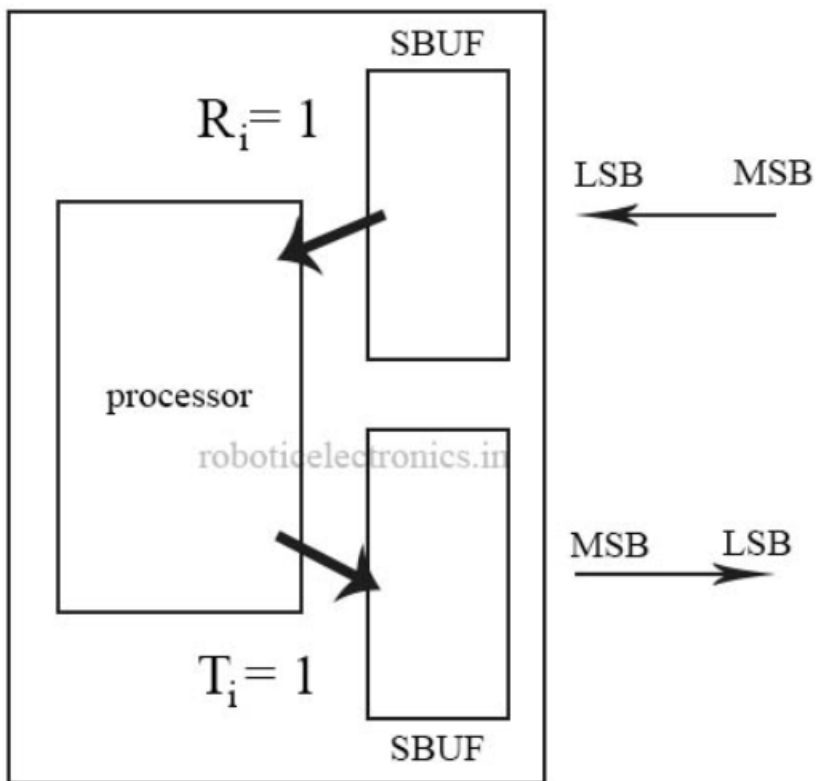 SBUF
Rᵢ= 1
LSB MSB
processor
roboticelectronics.in
MSB LSB
Tᵢ= 1
SBUF